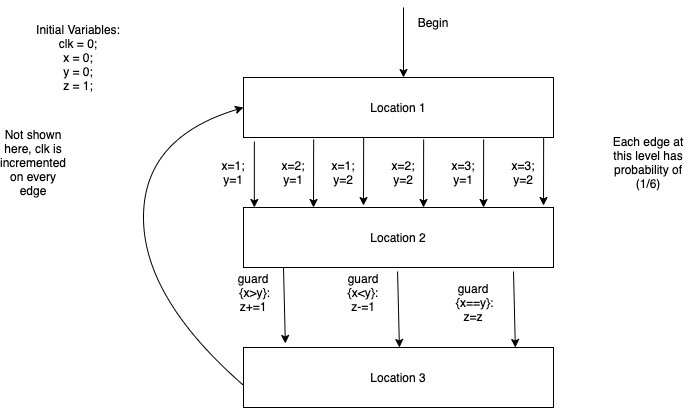 Begin
Initial Variables:
clk = 0;
x = 0;
y = 0;
z = 1;
Location 1
Not shown
here, clk is
incremented
on every
edge
Each edge at
this level has
probability of
(1/6)
x=1;
y=1
x=2;
y=1
x=1;
y=2
x=2;
y=2
x=3;
y=1
x=3;
y=2
Location 2
guard
{x>y}:
z+=1
guard
{x<y}:
z-=1
guard
{x==y}:
z=z
Location 3